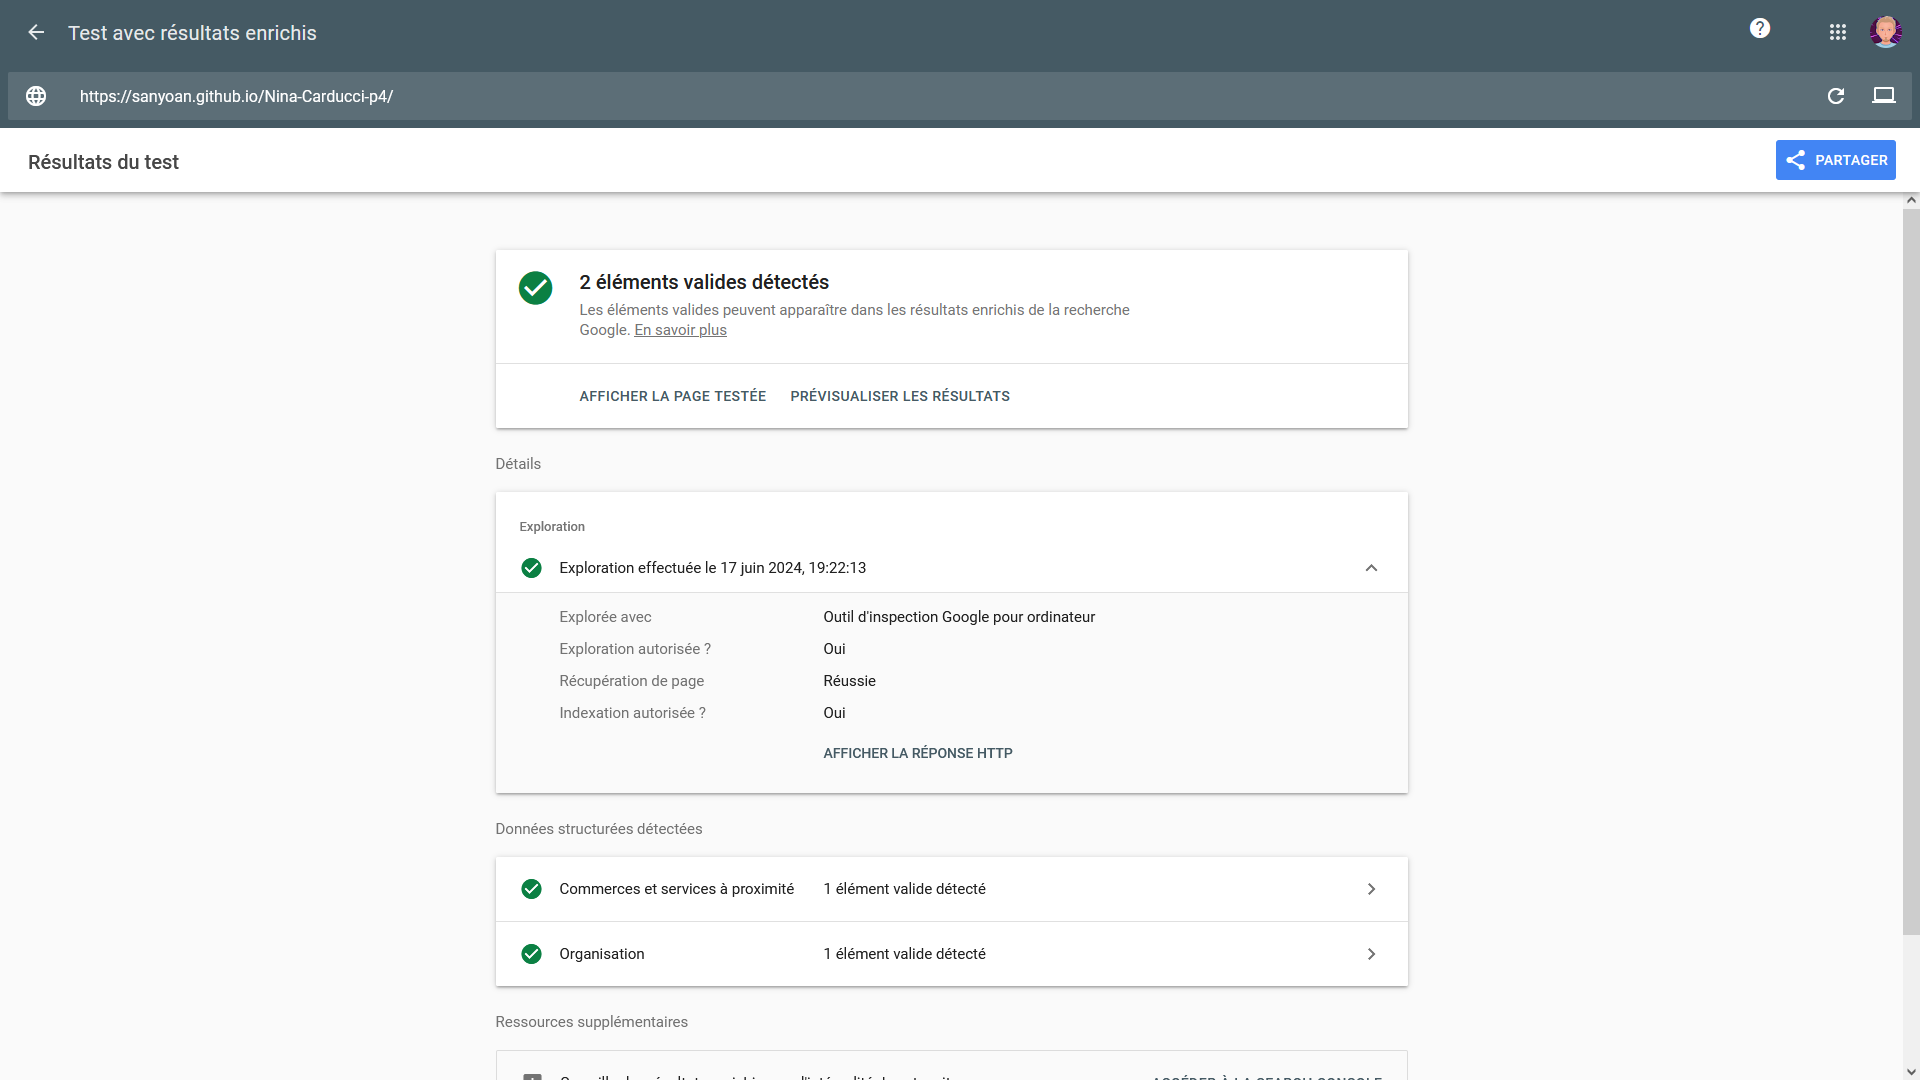 Test avec résultats enrichis
https://sanyoan.github.io/Nina-Carducci-p4/
Résultats du test
PARTAGER
2 éléments valides détectés
Les éléments valides peuvent apparaître dans les résultats enrichis de la recherche
Google. En savoir plus
AFFICHER LA PAGE TESTÉE
PRÉVISUALISER LES RÉSULTATS
Détails
Exploration
Exploration effectuée le 17 juin 2024, 19:22:13
Explorée avec Outil d'inspection Google pour ordinateur
Exploration autorisée ? Oui
Récupération de page Réussie
Indexation autorisée ? Oui
AFFICHER LA RÉPONSE HTTP
Données structurées détectées
Commerces et services à proximité 1 élément valide détecté
Organisation 1 élément valide détecté
Ressources supplémentaires